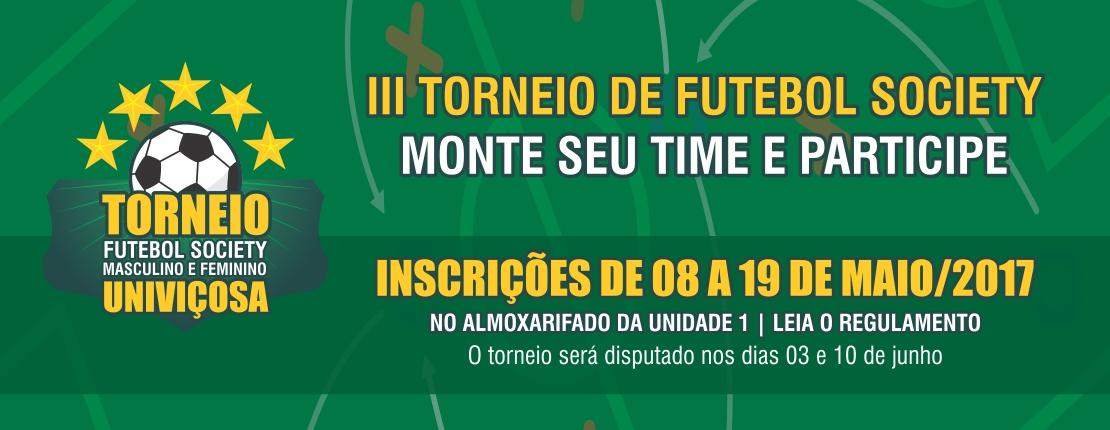 TORNEIO
FUTEBOL SOCIETY
MASCULINO E FEMININO
UNIVIÇOSA
III TORNEIO DE FUTEBOL SOCIETY
MONTE SEU TIME E PARTICIPE
INSCRIÇÕES DE 08 A 19 DE MAIO/2017
NO ALMOXARIFADO DA UNIDADE 1 | LEIA O REGULAMENTO
O torneio será disputado nos dias 03 e 10 de junho